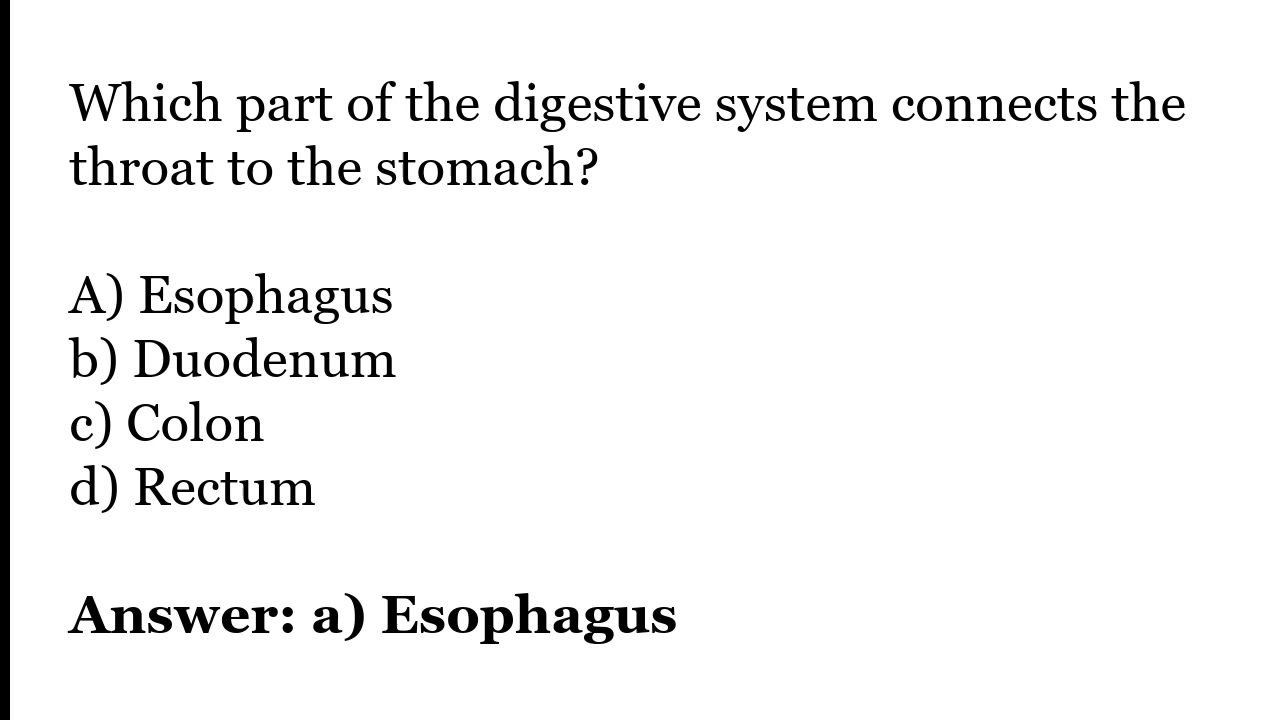 Which part of the digestive system connects the
throat to the stomach?
A) Esophagus
b) Duodenum
c) Colon
d) Rectum
Answer: a) Esophagus